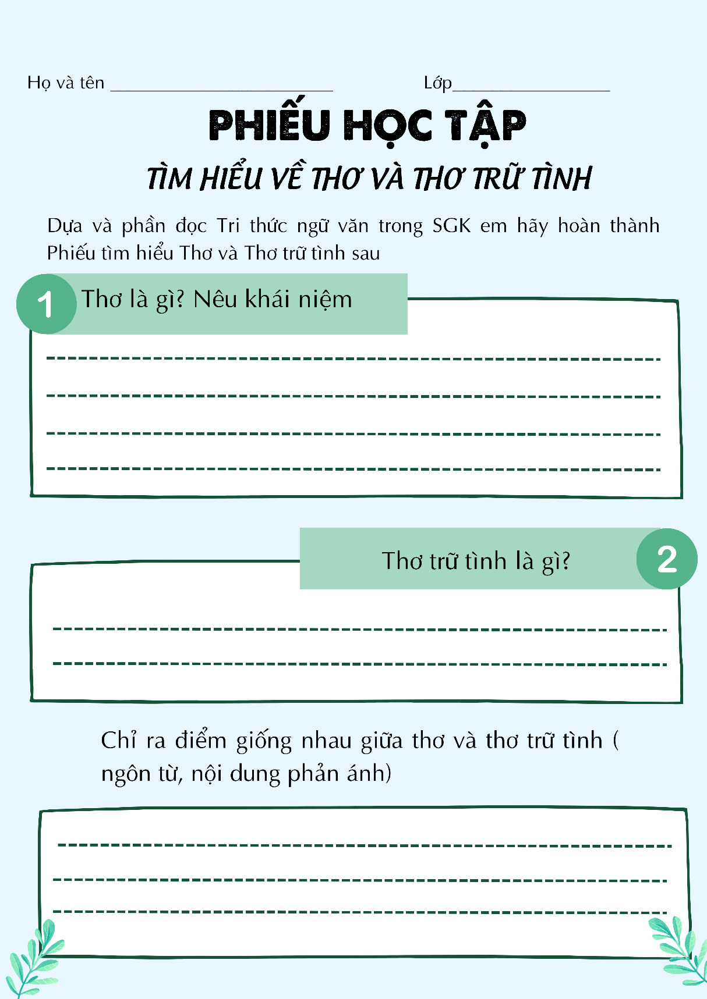 Họ và tên ________________________ Lớp_________________
PHIẾU HỌC TẬP
TÌM HIỂU VỀ THƠ VÀ THƠ TRỮ TÌNH
Dựa và phần đọc Tri thức ngữ văn trong SGK em hãy hoàn thành
Phiếu tìm hiểu Thơ và Thơ trữ tình sau
1 Thơ là gì? Nêu khái niệm
Thơ trữ tình là gì? 2
Chỉ ra điểm giống nhau giữa thơ và thơ trữ tình (
ngôn từ, nội dung phản ánh)